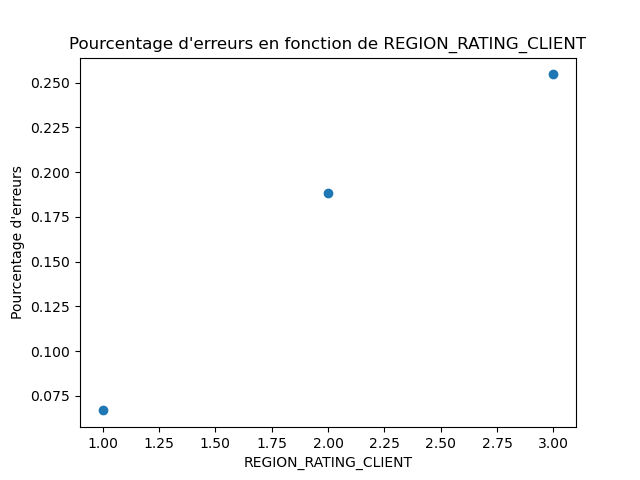 Pourcentage d'erreurs en fonction de REGION_RATING_CLIENT
0.250
0.225
0.200
0.175
0.150
0.125
0.100
0.075
Pourcentage d'erreurs
1.00 1.25 1.50 1.75 2.00 2.25 2.50 2.75 3.00
REGION_RATING_CLIENT